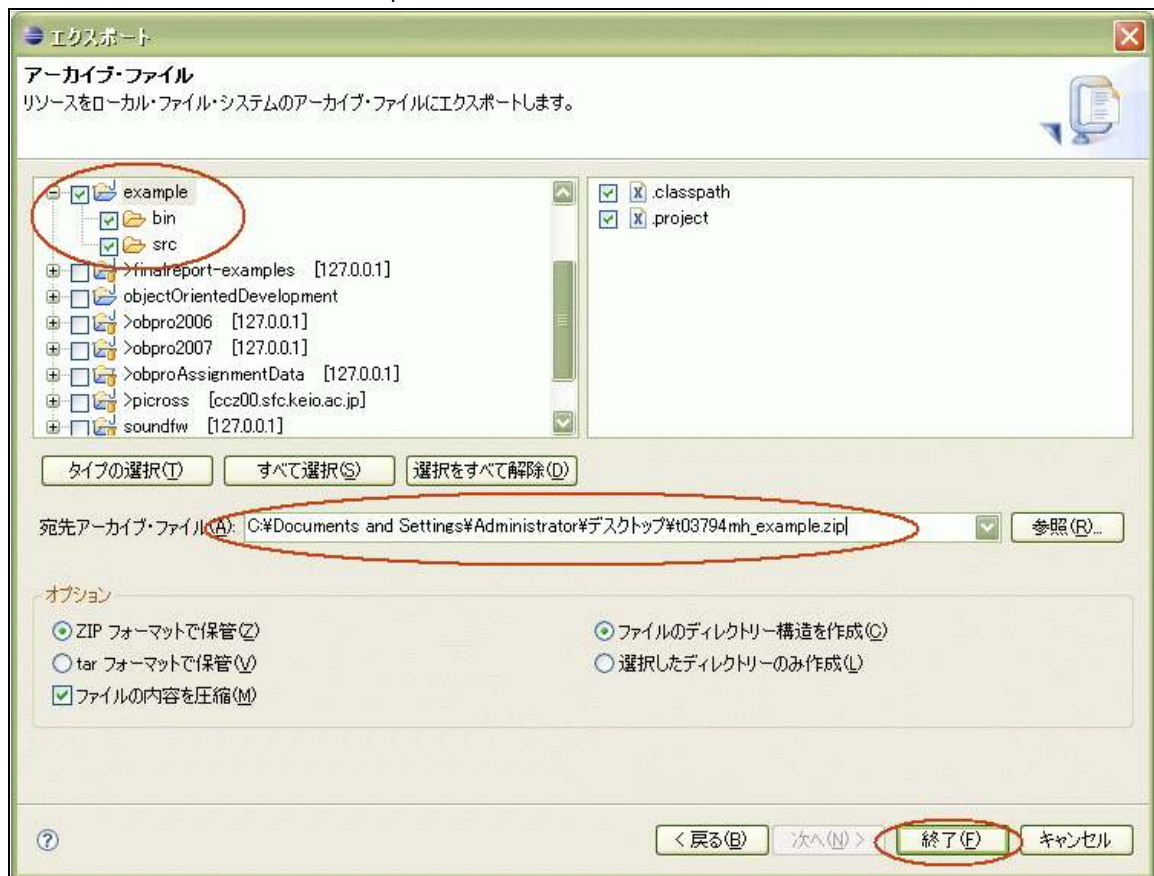 エクスポート
アーカイブ・ファイル
リソースをローカル・ファイル・システムのアーカイブ・ファイルにエクスポートします。
example
bin
src
>finalreport-examples [127.0.0.1]
objectOrientedDevelopment
>obpro2006 [127.0.0.1]
>obpro2007 [127.0.0.1]
>obproAssignmentData [127.0.0.1]
>picross [ccz00.sfc.keio.ac.jp]
soundfw [127.0.0.1]
.classpath
.project
タイプの選択(T) すべて選択(S) 選択をすべて解除(D)
宛先アーカイブ・ファイル(A): C:¥Documents and Settings¥Administrator¥デスクトップ¥t03794mh_example.zip 参照(R)...
オプション
ZIP フォーマットで保管(Z)
tar フォーマットで保管(V)
ファイルの内容を圧縮(M)
ファイルのディレクトリー構造を作成(C)
選択したディレクトリーのみ作成(L)
< 戻る(B) 次へ(N) > 終了(F) キャンセル